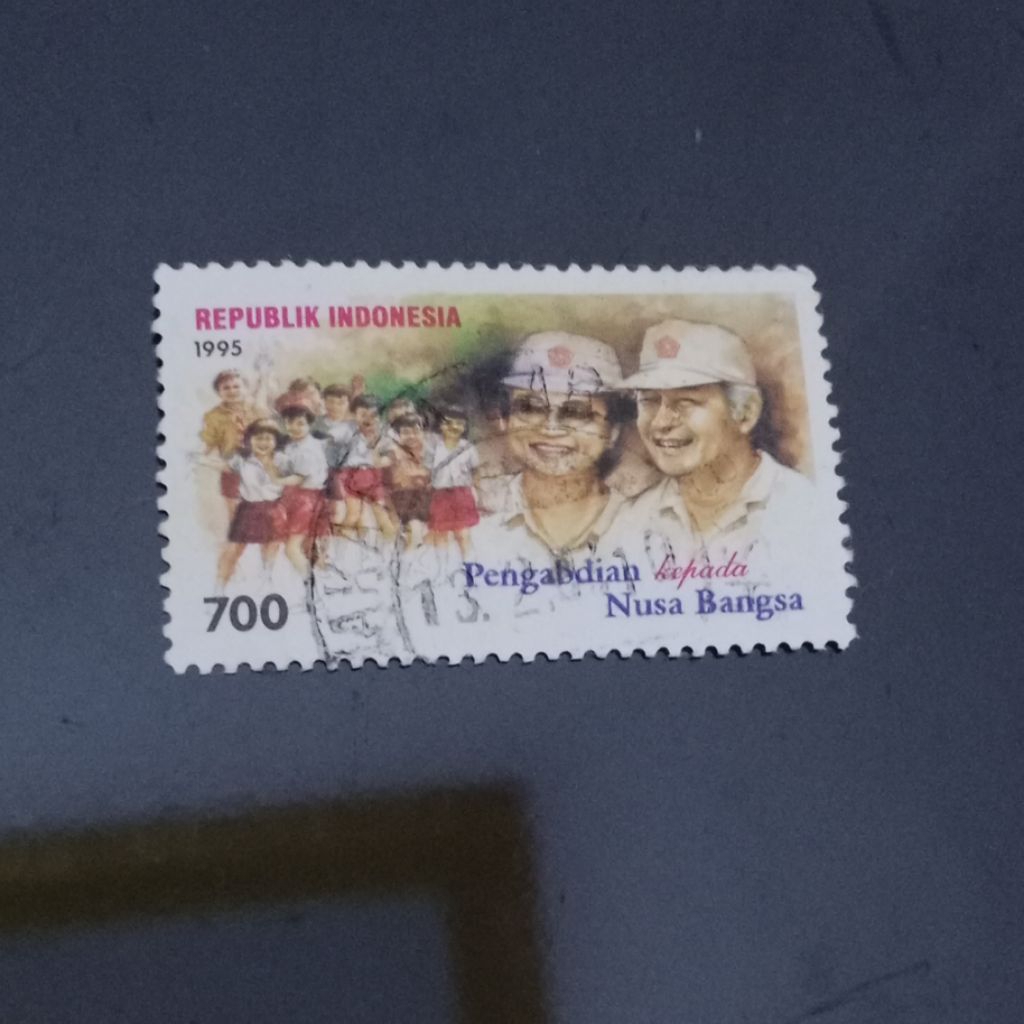 REPUBLIK INDONESIA
1995
Pengabdian kepada
Nusa Bangsa
700